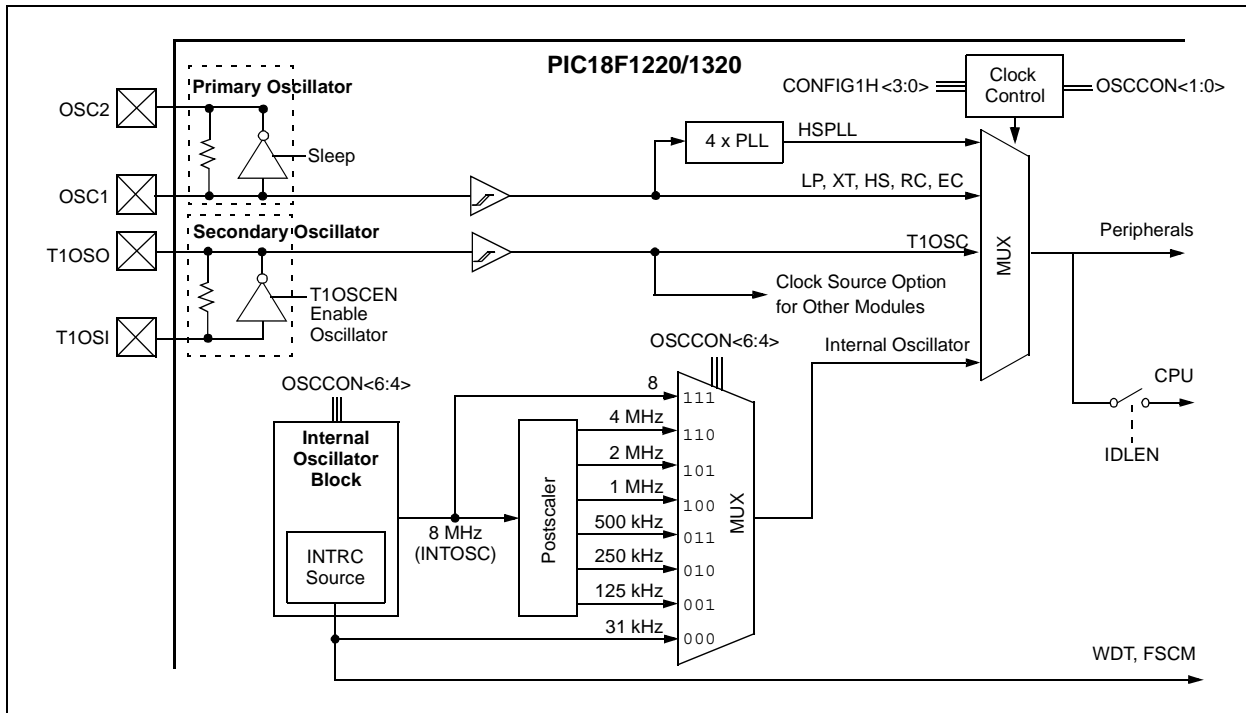 PIC18F1220/1320
Primary Oscillator
OSC2
Sleep
OSC1
Secondary Oscillator
T1OSO
T1OSCEN
Enable
Oscillator
T1OSI
CONFIG1H <3:0>
Clock
Control
OSCCON<1:0>
4 x PLL
HSPLL
LP, XT, HS, RC, EC
T1OSC
Clock Source Option
for Other Modules
MUX
Peripherals
Internal Oscillator
CPU
IDLEN
OSCCON<6:4>
OSCCON<6:4>
Internal
Oscillator
Block
INTRC
Source
8 MHz
(INTOSC)
Postscaler
8
111
4 MHz
110
2 MHz
101
1 MHz
100
500 kHz
011
250 kHz
010
125 kHz
001
31 kHz
000
MUX
WDT, FSCM